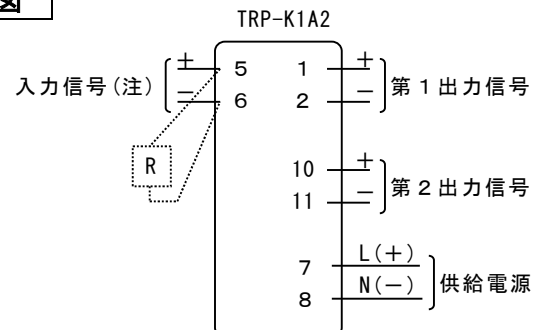 図
TRP-K1A2
入力信号(注) + 5 1 + 第1出力信号
- 6 2 -
R
10 + 第2出力信号
11 -
7 L(+) 供給電源
8 N(-)